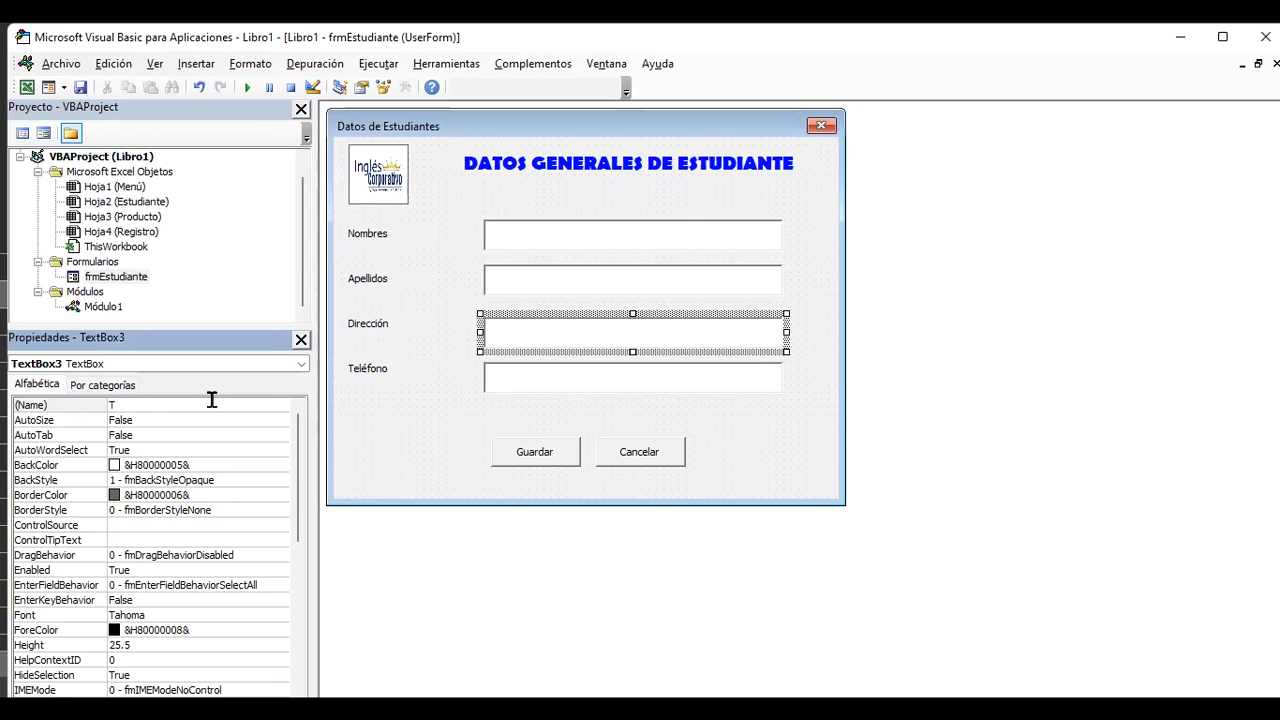 Microsoft Visual Basic para Aplicaciones - Libro1 - [Libro1 - frmEstudiante (UserForm)]
Archivo Edición Ver Insertar Formato Depuración Ejecutar Herramientas Complementos Ventana Ayuda
Proyecto - VBAProject
VBAProject (Libro1)
Microsoft Excel Objetos
Hoja1 (Menú)
Hoja2 (Estudiante)
Hoja3 (Producto)
Hoja4 (Registro)
ThisWorkbook
Formularios
frmEstudiante
Módulos
Módulo1
Propiedades - TextBox3
TextBox3 TextBox
Alfabética Por categorías
(Name) T
AutoSize False
AutoTab False
AutoWordSelect True
BackColor &H80000005&
BackStyle 1 - fmBackStyleOpaque
BorderColor &H80000006&
BorderStyle 0 - fmBorderStyleNone
ControlSource
ControlTipText
DragBehavior 0 - fmDragBehaviorDisabled
Enabled True
EnterFieldBehavior 0 - fmEnterFieldBehaviorSelectAll
EnterKeyBehavior False
Font Tahoma
ForeColor &H80000008&
Height 25.5
HelpContextID 0
HideSelection True
IMEMode 0 - fmIMEModeNoControl
Datos de Estudiantes
Inglés
Corporativo
DATOS GENERALES DE ESTUDIANTE
Nombres
Apellidos
Dirección
Teléfono
Guardar Cancelar